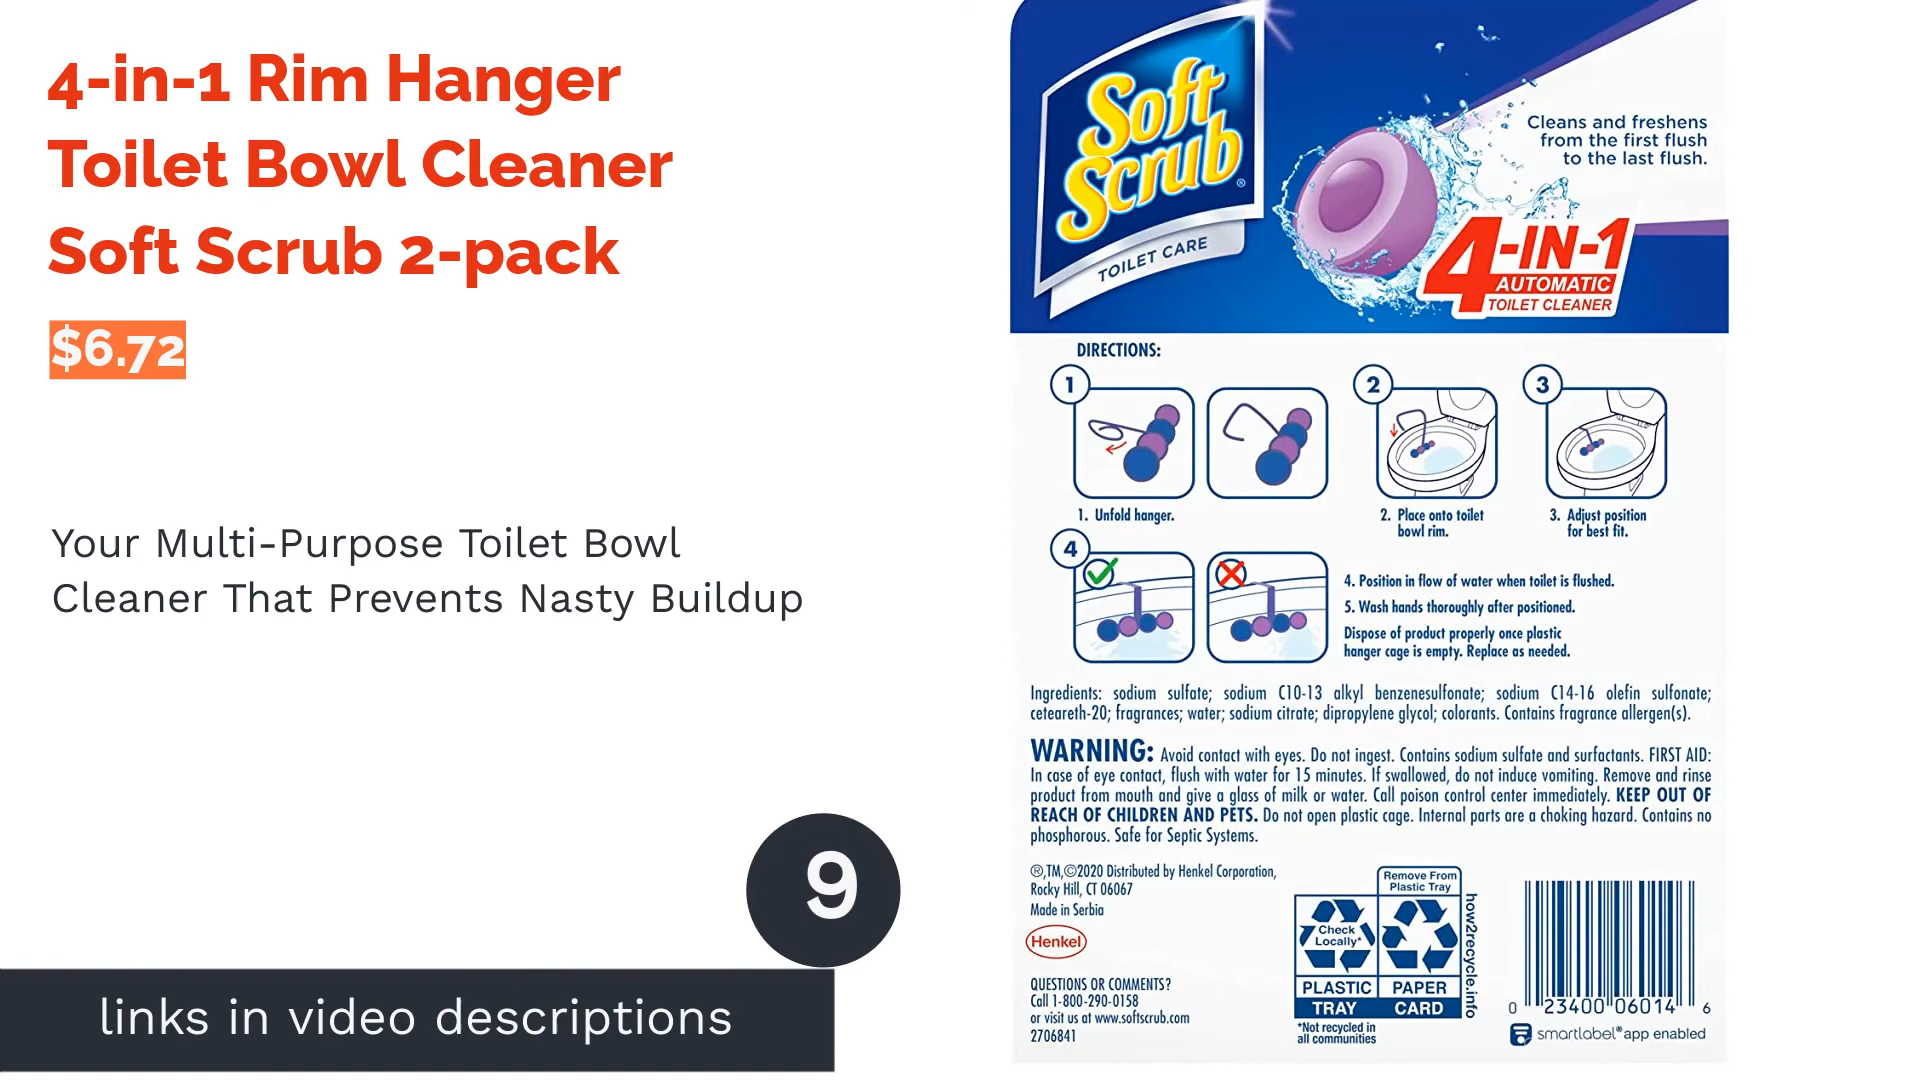 4-in-1 Rim Hanger
Toilet Bowl Cleaner
Soft Scrub 2-pack
$6.72
Your Multi-Purpose Toilet Bowl
Cleaner That Prevents Nasty Buildup
9
links in video descriptions
Soft
Scrub®
TOILET CARE
Cleans and freshens
from the first flush
to the last flush.
4-IN-1
AUTOMATIC
TOILET CLEANER
DIRECTIONS:
1
2
3
1. Unfold hanger.
2. Place onto toilet
bowl rim.
3. Adjust position
for best fit.
4
4. Position in flow of water when toilet is flushed.
5. Wash hands thoroughly after positioned.
Dispose of product properly once plastic
hanger cage is empty. Replace as needed.
Ingredients: sodium sulfate; sodium C10-13 alkyl benzenesulfonate; sodium C14-16 olefin sulfonate;
ceteareth-20; fragrances; water; sodium citrate; dipropylene glycol; colorants. Contains fragrance allergen(s).
WARNING: Avoid contact with eyes. Do not ingest. Contains sodium sulfate and surfactants. FIRST AID:
In case of eye contact, flush with water for 15 minutes. If swallowed, do not induce vomiting. Remove and rinse
product from mouth and give a glass of milk or water. Call poison control center immediately. KEEP OUT OF
REACH OF CHILDREN AND PETS. Do not open plastic cage. Internal parts are a choking hazard. Contains no
phosphorous. Safe for Septic Systems.
®,TM,©2020 Distributed by Henkel Corporation,
Rocky Hill, CT 06067
Made in Serbia
Henkel
QUESTIONS OR COMMENTS?
Call 1-800-290-0158
or visit us at www.softscrub.com
2706841
Remove From
Plastic Tray
Check
Locally*
PLASTIC
PAPER
TRAY
CARD
*Not recycled in
all communities
how2recycle.info
0 23400 06014 6
smartlabel® app enabled